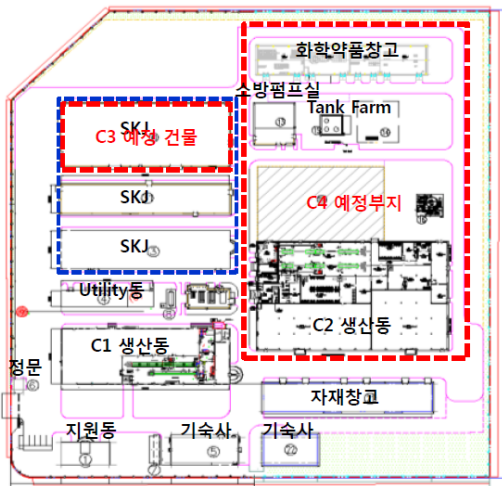 화학약품창고
소방펌프실
Tank Farm
SKJ
C3 예정 건물
SKJ
C4 예정부지
SKJ
Utility동
C2 생산동
C1 생산동
정문
자재창고
지원동
기숙사
기숙사